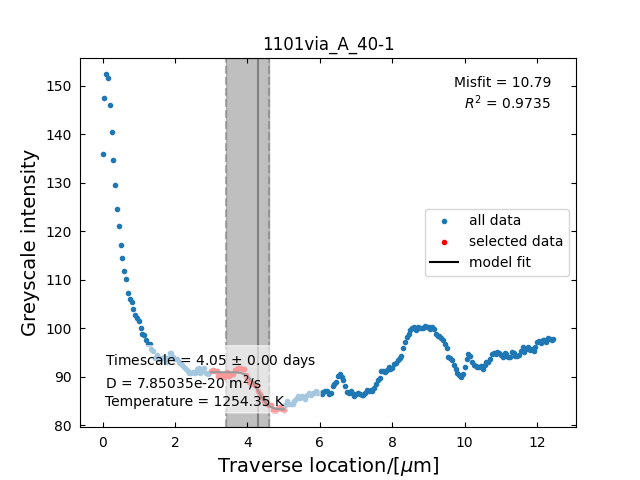 1101via_A_40-1
Misfit = 10.79
R² = 0.9735
all data
selected data
model fit
Timescale = 4.05 ± 0.00 days
D = 7.85035e-20 m²/s
Temperature = 1254.35 K
Greyscale intensity
150
140
130
120
110
100
90
80
0 2 4 6 8 10 12
Traverse location/[μm]